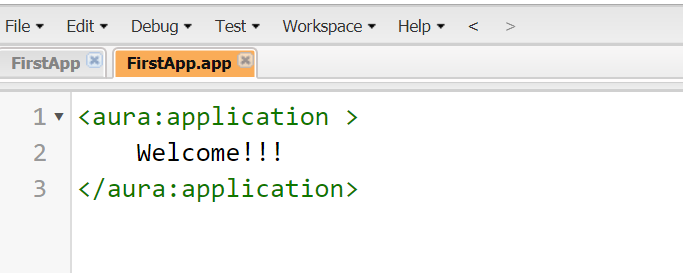 File Edit Debug Test Workspace Help < >
FirstApp FirstApp.app
1 <aura:application >
2 Welcome!!!
3 </aura:application>